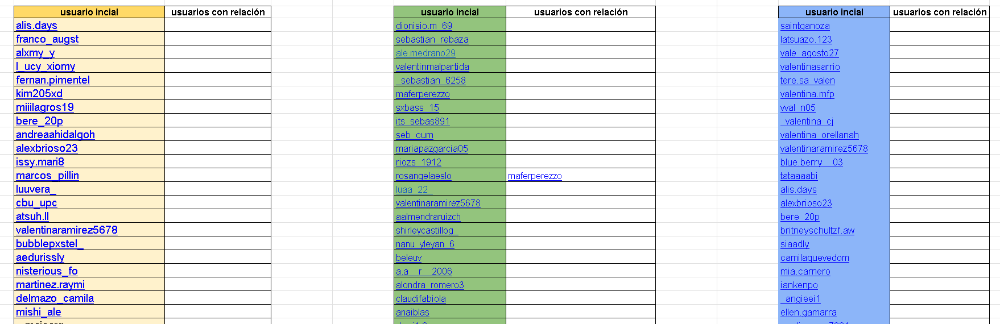 usuario incial usuarios con relación usuario incial usuarios con relación usuario incial usuarios con relación
alis.days dionisio.m_69 saintganoza
franco_augst sebastian_rebaza latsuazo.123
alxmy_y ale.medrano29 vale_agosto27
l_ucy_xiomy valentinmalpartida valentinasarrio
fernan.pimentel _sebastian_6258 tere.sa_valen
kim205xd maferperezzo valentina.mfp
miiilagros19 sxbass_15 vval_n05
bere_20p its_sebas891 _valentina_cj
andreaahidalgoh seb_cum valentina_orellanah
alexbrioso23 mariapazgarcia05 valentinaramirez5678
issy.mari8 riozs_1912 blue.berry__03
marcos_pillin rosangelaeslo maferperezzo tataaaabi
luuvera_ luaa_22_ alis.days
cbu_upc valentinaramirez5678 alexbrioso23
atsuh.ll aalmendraruizch bere_20p
valentinaramirez5678 shirleycastillog_ britneyschultzf.aw
bubblepxstel_ nanu_yleyan_6 siaadly
aedurissly beleuv camilaquevedom
nisterious_fo a.a__r__2006 mia.carnero
martinez.raymi alondra_romero3 iankenpo
delmazo_camila claudifabiola _angieei1
mishi_ale anaiblas ellen.gamarra